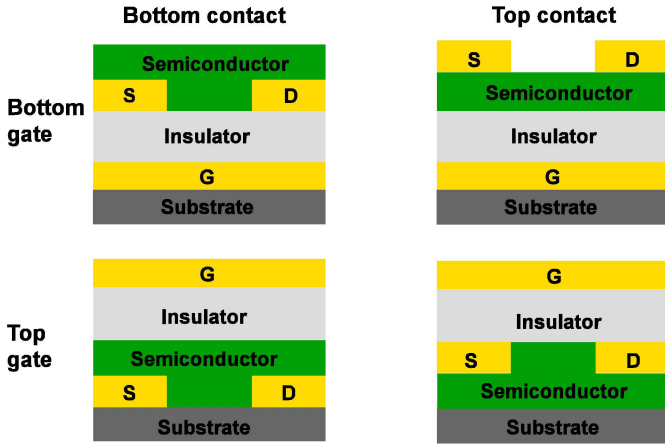 Bottom contact
Top contact
Bottom
gate
Semiconductor
S D
Insulator
G
Substrate
S D
Semiconductor
Insulator
G
Substrate
Top
gate
G
Insulator
Semiconductor
S D
Substrate
G
Insulator
S D
Semiconductor
Substrate